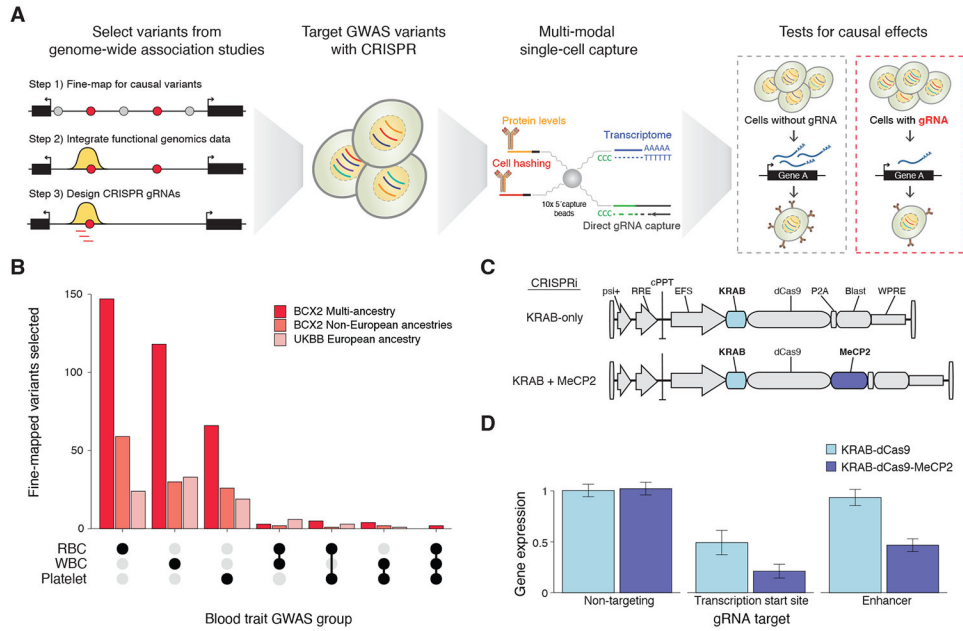 A
Select variants from
genome-wide association studies
Target GWAS variants
with CRISPR
Multi-modal
single-cell capture
Tests for causal effects
Step 1) Fine-map for causal variants
Step 2) Integrate functional genomics data
Step 3) Design CRISPR gRNAs
Protein levels
Cell hashing
Transcriptome
AAAAA
CCC
TTTTTT
10x 5´capture
beads
CCC
Direct gRNA capture
Cells without gRNA
Gene A
Cells with gRNA
Gene A
B
Fine-mapped variants selected
150
100
50
0
BCX2 Multi-ancestry
BCX2 Non-European ancestries
UKBB European ancestry
RBC
WBC
Platelet
Blood trait GWAS group
C
CRISPRi
psi+
RRE
cPPT
EFS
KRAB
dCas9
P2A
Blast
WPRE
KRAB-only
KRAB
dCas9
MeCP2
KRAB + MeCP2
D
KRAB-dCas9
KRAB-dCas9-MeCP2
Gene expression
1
0.5
0
Non-targeting
Transcription start site
Enhancer
gRNA target